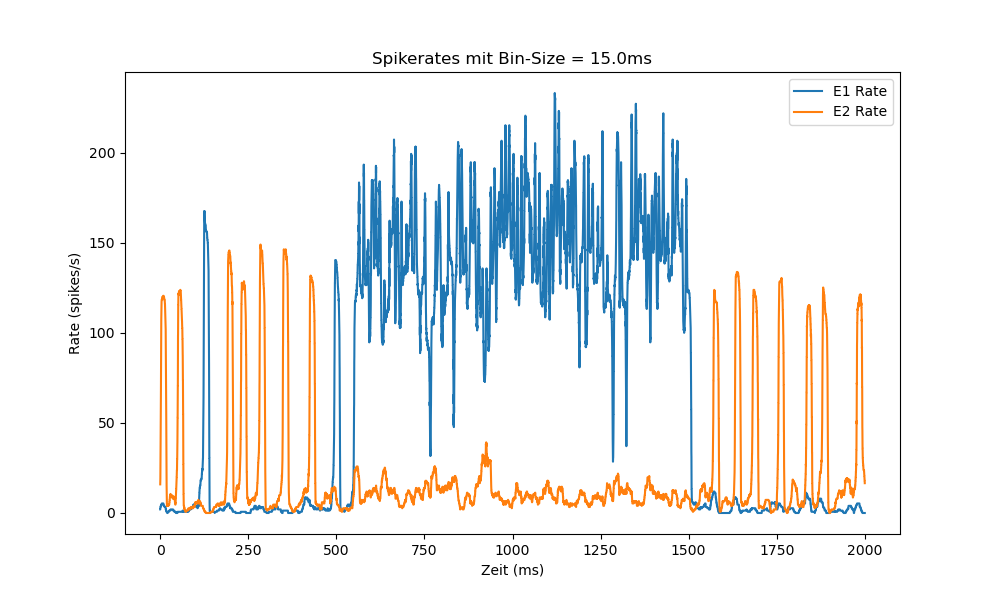 Spikerates mit Bin-Size = 15.0ms
E1 Rate
E2 Rate
Rate (spikes/s)
200
150
100
50
0
0 250 500 750 1000 1250 1500 1750 2000
Zeit (ms)